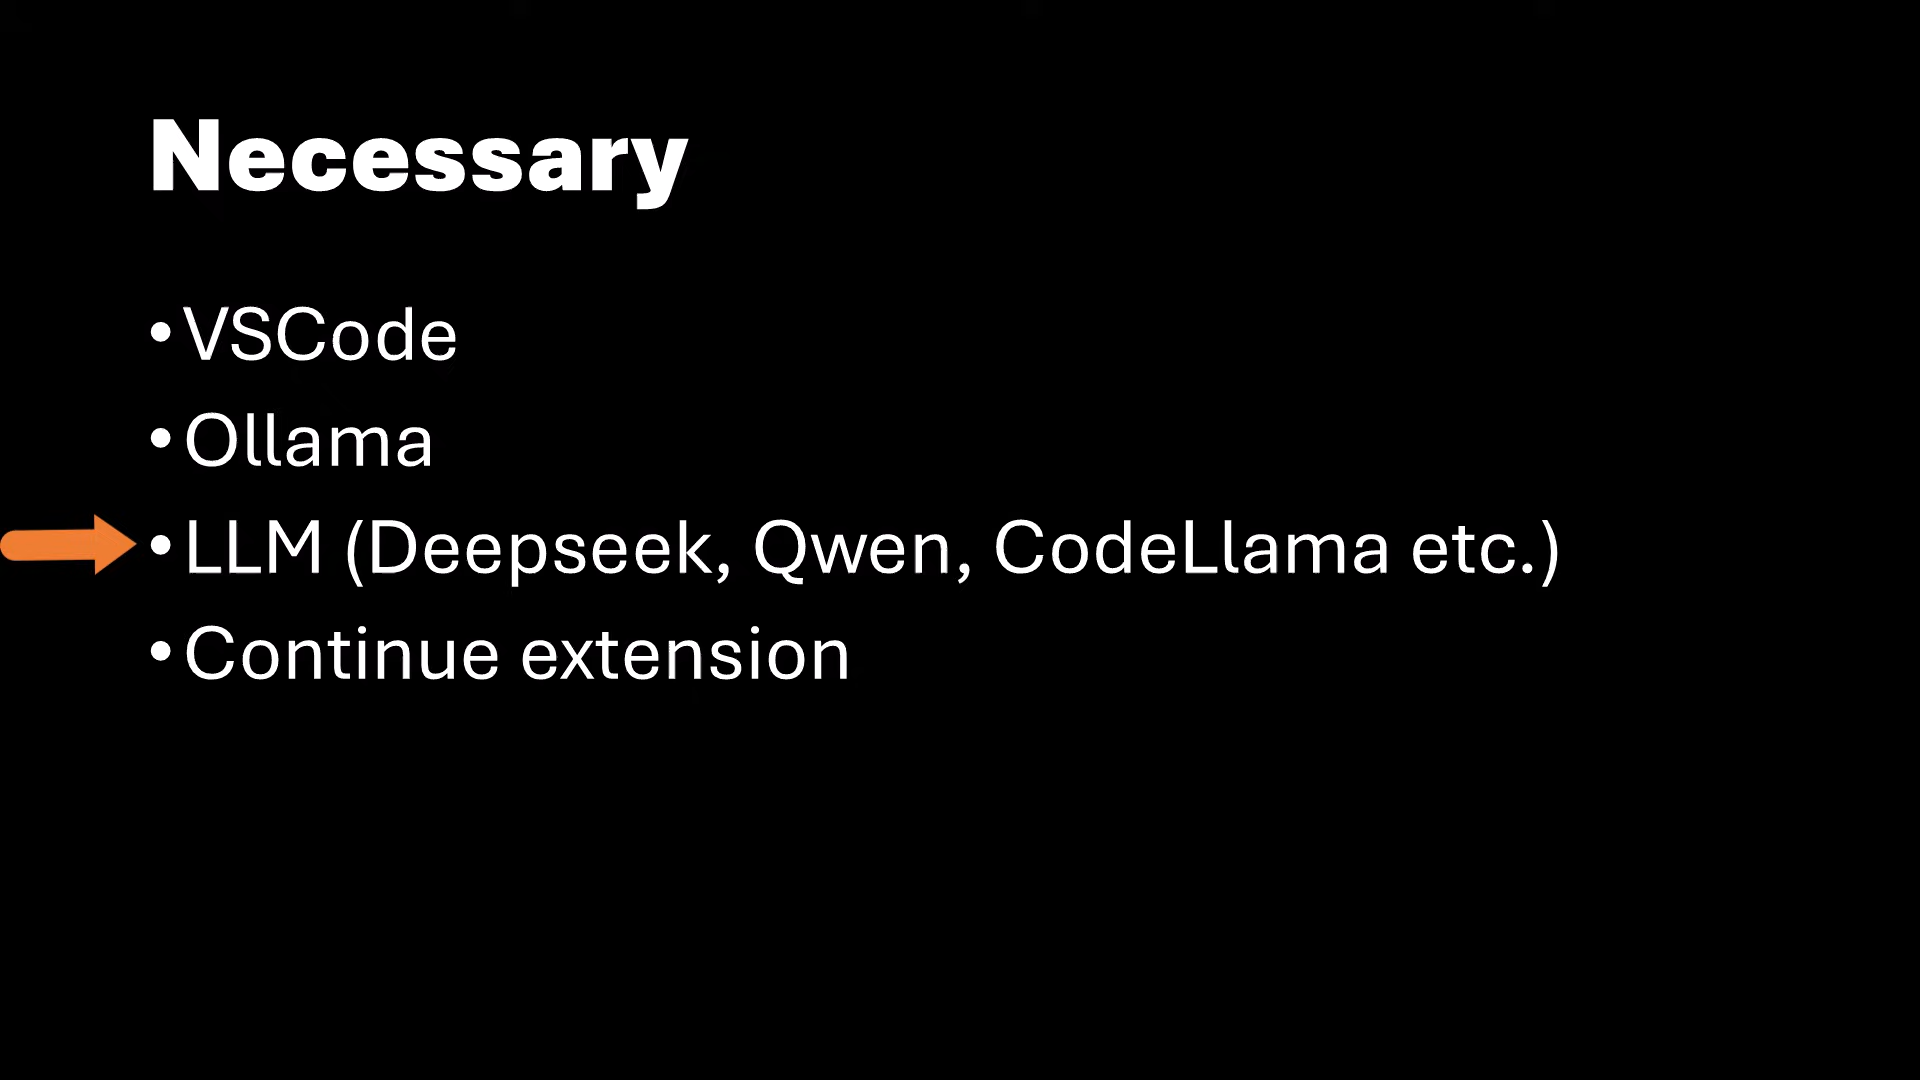 Necessary
• VSCode
• Ollama
• LLM (Deepseek, Qwen, CodeLlama etc.)
• Continue extension